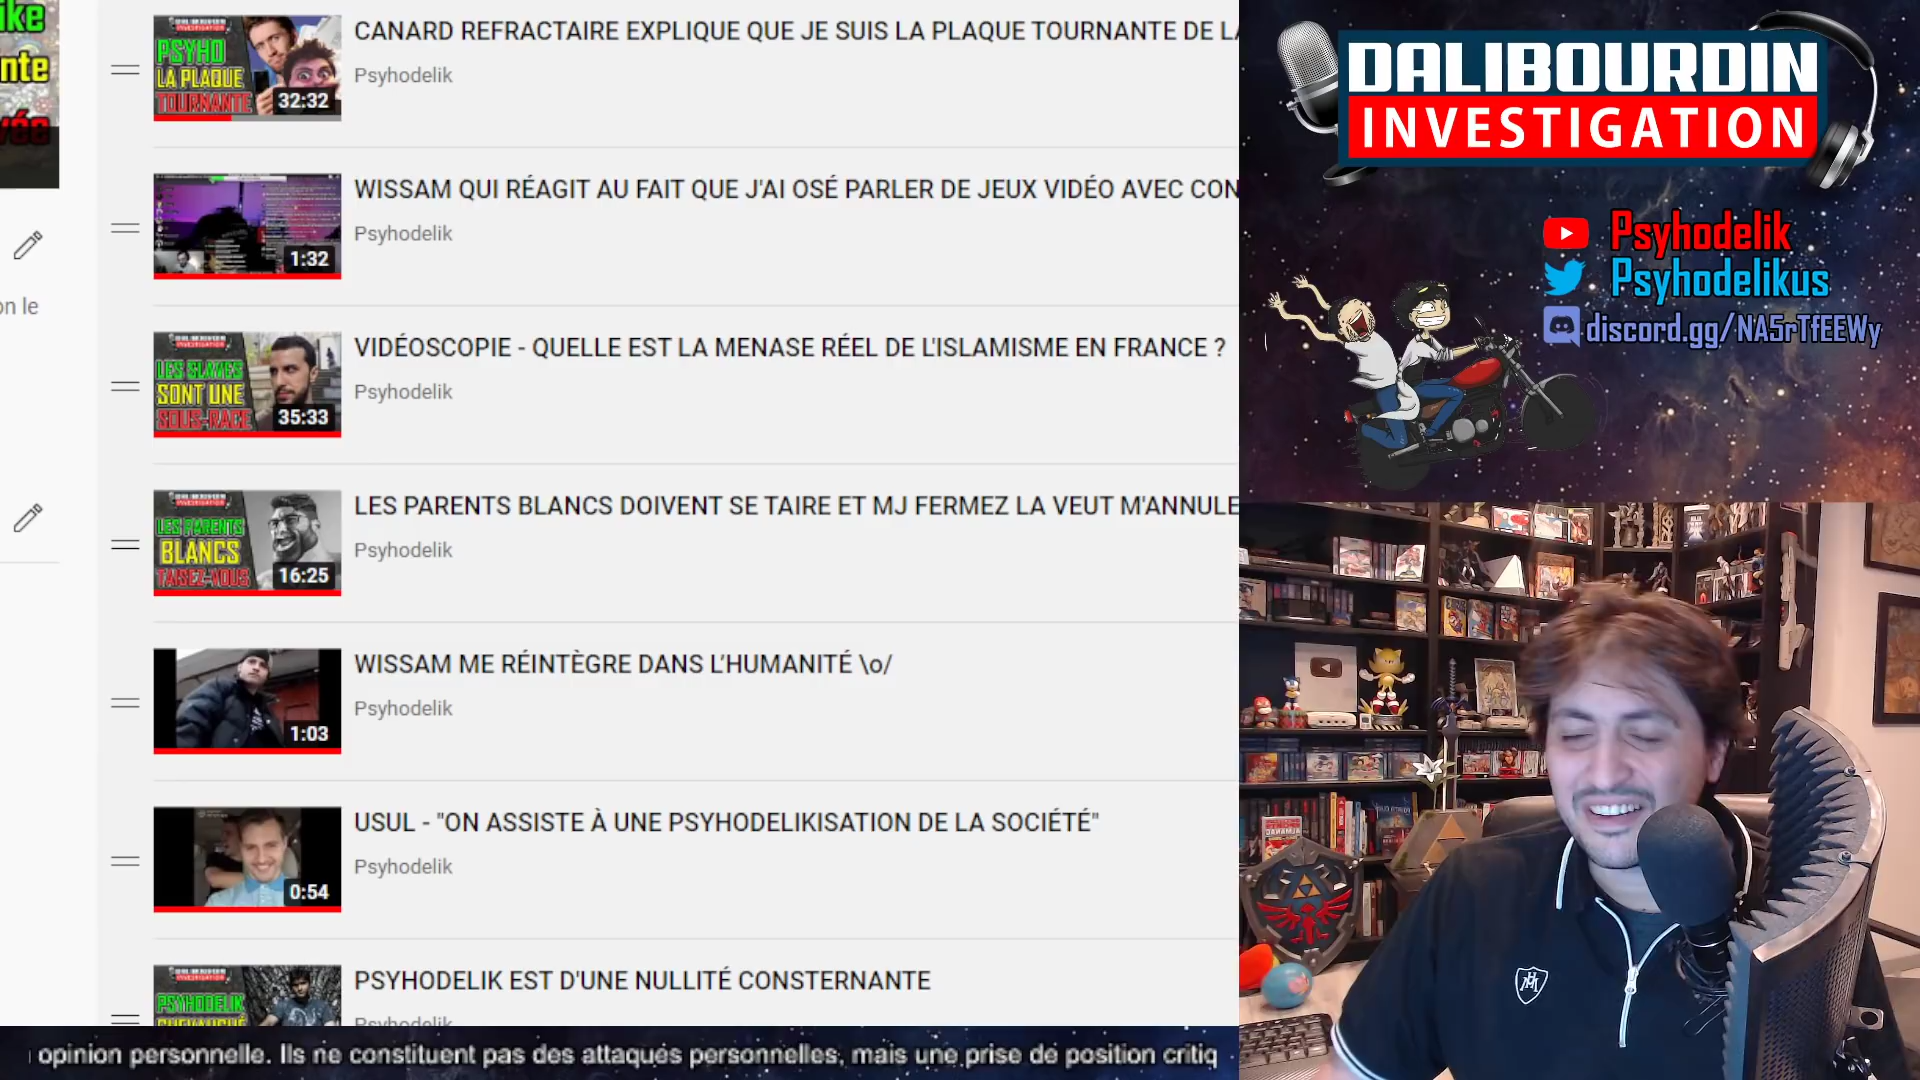 ike
nte
vée
on le
DALIBOURDIN
INVESTIGATION
PSYHO
LA PLAQUE
TOURNANTE
32:32
CANARD REFRACTAIRE EXPLIQUE QUE JE SUIS LA PLAQUE TOURNANTE DE LA
Psyhodelik
1:32
WISSAM QUI RÉAGIT AU FAIT QUE J'AI OSÉ PARLER DE JEUX VIDÉO AVEC CON
Psyhodelik
LES SLAVES
SONT UNE
SOUS-RACE
35:33
VIDÉOSCOPIE - QUELLE EST LA MENASE RÉEL DE L'ISLAMISME EN FRANCE ?
Psyhodelik
LES PARENTS
BLANCS
TAISEZ-VOUS
16:25
LES PARENTS BLANCS DOIVENT SE TAIRE ET MJ FERMEZ LA VEUT M'ANNULE
Psyhodelik
1:03
WISSAM ME RÉINTÈGRE DANS L'HUMANITÉ \o/
Psyhodelik
0:54
USUL - "ON ASSISTE À UNE PSYHODELIKISATION DE LA SOCIÉTÉ"
Psyhodelik
PSYHODELIK
PSYHODELIK EST D'UNE NULLITÉ CONSTERNANTE
Psyhodelik
DALIBOURDIN
INVESTIGATION
Psyhodelik
Psyhodelikus
discord.gg/NA5rTfEEWy
opinion personnelle. Ils ne constituent pas des attaques personnelles, mais une prise de position critiq